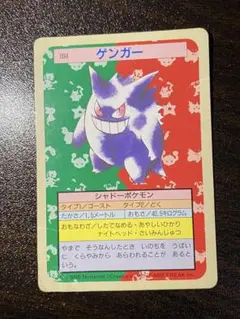 094
ゲンガー
シャドーポケモン
タイプ1/ゴースト タイプ2/どく
たかさ/1.5メートル おもさ/40.5キログラム
おもなわざ/したでなめる・あやしいひかり
ナイトヘッド・さいみんじゅつ
やまで そうなんしたとき いのちを うばい
に くらやみから あらわれることが ある
という。